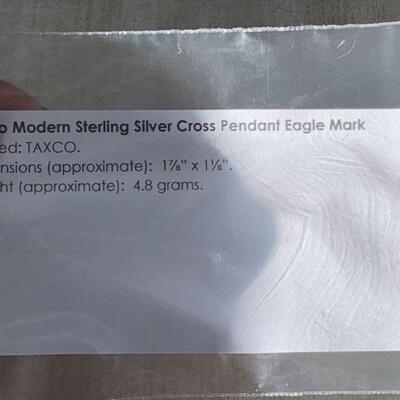 o Modern Sterling Silver Cross Pendant Eagle Mark
ed: TAXCO.
nsions (approximate): 1⅞" x 1⅛".
ht (approximate): 4.8 grams.